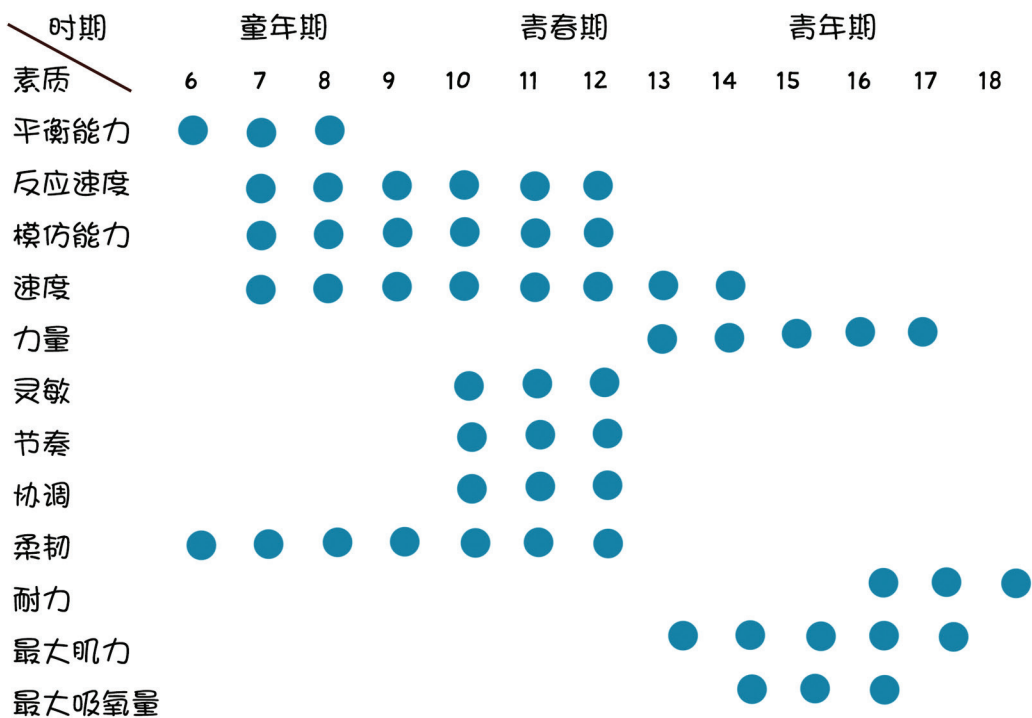 时期 童年期 青春期 青年期
素质 6 7 8 9 10 11 12 13 14 15 16 17 18
平衡能力
反应速度
模仿能力
速度
力量
灵敏
节奏
协调
柔韧
耐力
最大肌力
最大吸氧量